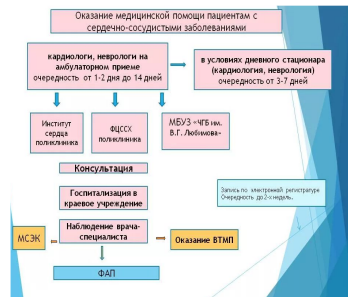 Оказание медицинской помощи пациентам с
сердечно-сосудистыми заболеваниями
кардиологи, неврологи на
амбулаторном приеме
очередность от 1-2 дня до 14 дней
в условиях дневного стационара
(кардиология, неврология)
очередность от 3-7 дней
Институт
сердца
поликлиника
ФЦССХ
поликлиника
МБУЗ «ЧГБ им.
В.Г. Любимова»
Консультация
Госпитализация в
краевое учреждение
Запись по электронной регистратуре
Очередность до 2-х недель.
МСЭК
Наблюдение врача-
специалиста
Оказание ВТМП
ФАП